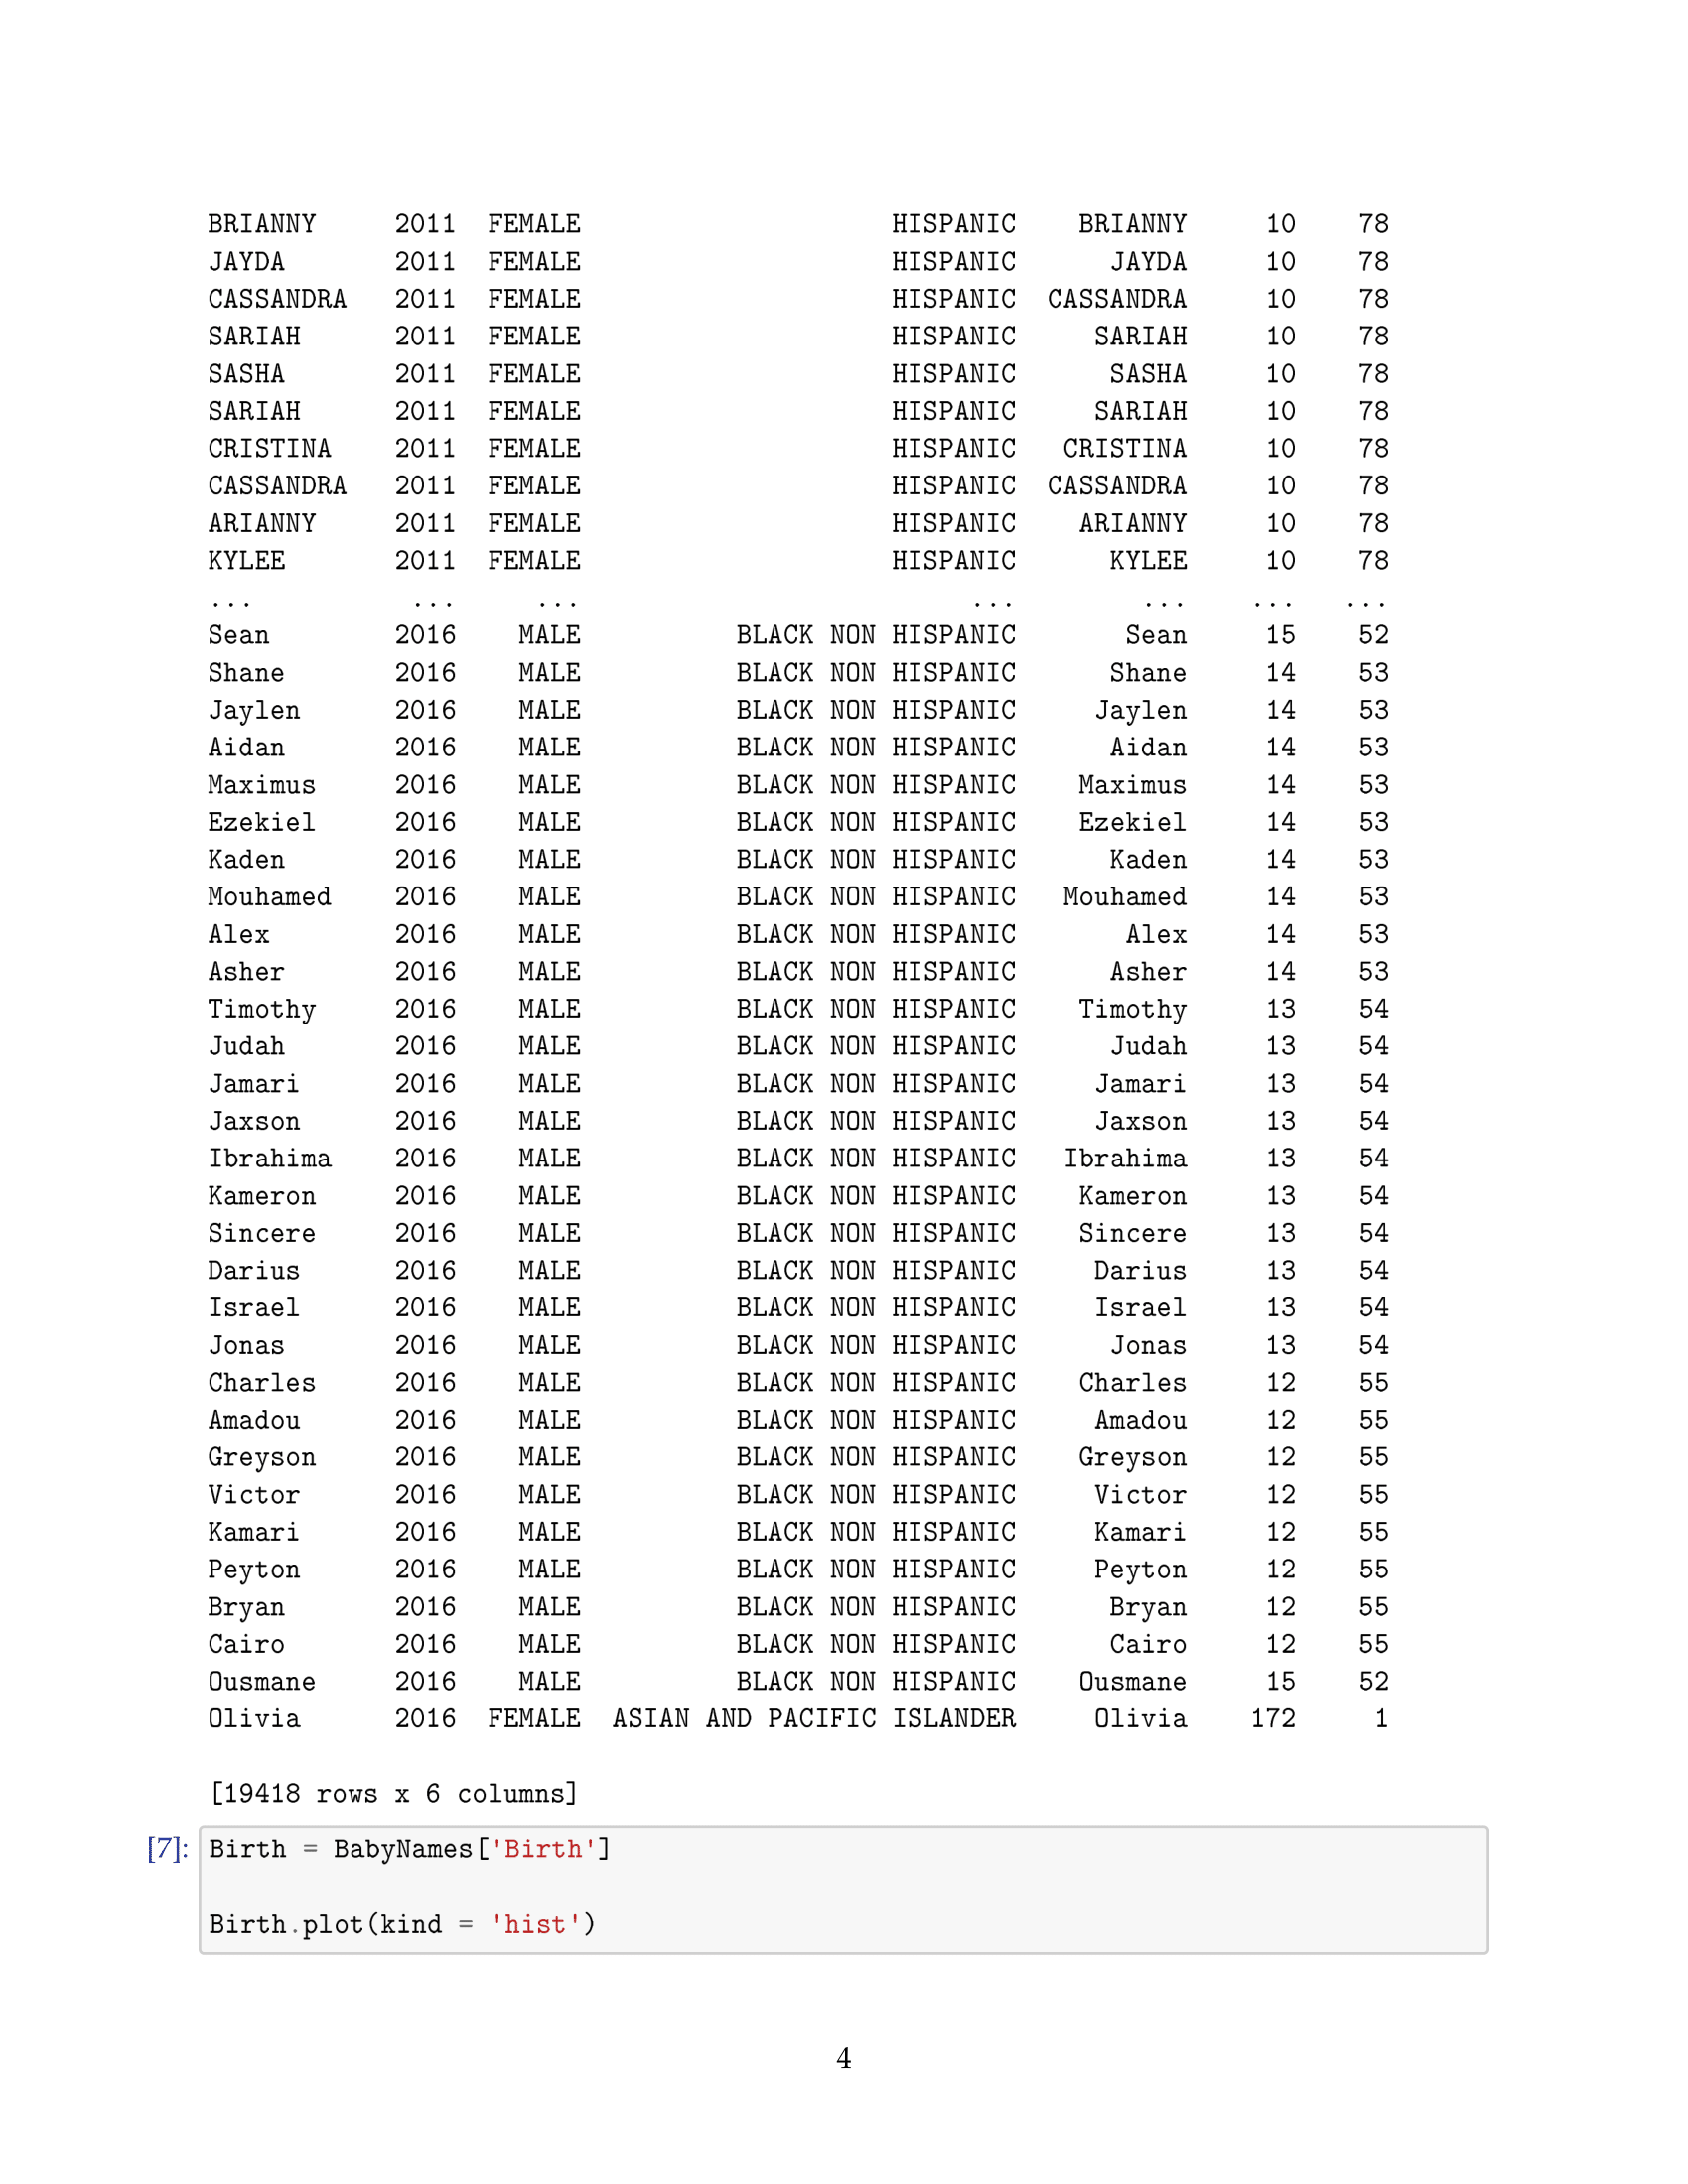 BRIANNY     2011  FEMALE                    HISPANIC    BRIANNY     10    78
JAYDA       2011  FEMALE                    HISPANIC      JAYDA     10    78
CASSANDRA   2011  FEMALE                    HISPANIC  CASSANDRA     10    78
SARIAH      2011  FEMALE                    HISPANIC     SARIAH     10    78
SASHA       2011  FEMALE                    HISPANIC      SASHA     10    78
SARIAH      2011  FEMALE                    HISPANIC     SARIAH     10    78
CRISTINA    2011  FEMALE                    HISPANIC   CRISTINA     10    78
CASSANDRA   2011  FEMALE                    HISPANIC  CASSANDRA     10    78
ARIANNY     2011  FEMALE                    HISPANIC    ARIANNY     10    78
KYLEE       2011  FEMALE                    HISPANIC      KYLEE     10    78
...          ...     ...                         ...        ...    ...   ...
Sean        2016    MALE          BLACK NON HISPANIC       Sean     15    52
Shane       2016    MALE          BLACK NON HISPANIC      Shane     14    53
Jaylen      2016    MALE          BLACK NON HISPANIC     Jaylen     14    53
Aidan       2016    MALE          BLACK NON HISPANIC      Aidan     14    53
Maximus     2016    MALE          BLACK NON HISPANIC    Maximus     14    53
Ezekiel     2016    MALE          BLACK NON HISPANIC    Ezekiel     14    53
Kaden       2016    MALE          BLACK NON HISPANIC      Kaden     14    53
Mouhamed    2016    MALE          BLACK NON HISPANIC   Mouhamed     14    53
Alex        2016    MALE          BLACK NON HISPANIC       Alex     14    53
Asher       2016    MALE          BLACK NON HISPANIC      Asher     14    53
Timothy     2016    MALE          BLACK NON HISPANIC    Timothy     13    54
Judah       2016    MALE          BLACK NON HISPANIC      Judah     13    54
Jamari      2016    MALE          BLACK NON HISPANIC     Jamari     13    54
Jaxson      2016    MALE          BLACK NON HISPANIC     Jaxson     13    54
Ibrahima    2016    MALE          BLACK NON HISPANIC   Ibrahima     13    54
Kameron     2016    MALE          BLACK NON HISPANIC    Kameron     13    54
Sincere     2016    MALE          BLACK NON HISPANIC    Sincere     13    54
Darius      2016    MALE          BLACK NON HISPANIC     Darius     13    54
Israel      2016    MALE          BLACK NON HISPANIC     Israel     13    54
Jonas       2016    MALE          BLACK NON HISPANIC      Jonas     13    54
Charles     2016    MALE          BLACK NON HISPANIC    Charles     12    55
Amadou      2016    MALE          BLACK NON HISPANIC     Amadou     12    55
Greyson     2016    MALE          BLACK NON HISPANIC    Greyson     12    55
Victor      2016    MALE          BLACK NON HISPANIC     Victor     12    55
Kamari      2016    MALE          BLACK NON HISPANIC     Kamari     12    55
Peyton      2016    MALE          BLACK NON HISPANIC     Peyton     12    55
Bryan       2016    MALE          BLACK NON HISPANIC      Bryan     12    55
Cairo       2016    MALE          BLACK NON HISPANIC      Cairo     12    55
Ousmane     2016    MALE          BLACK NON HISPANIC    Ousmane     15    52
Olivia      2016  FEMALE  ASIAN AND PACIFIC ISLANDER     Olivia    172     1
[19418 rows x 6 columns]
[7]: Birth = BabyNames['Birth']
Birth.plot(kind = 'hist')
4